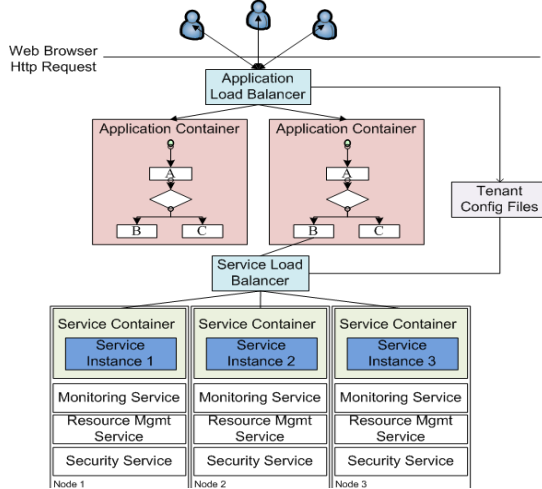 Web Browser
Http Request
Application
Load Balancer
Application Container
A
B
C
Application Container
A
B
C
Tenant
Config Files
Service Load
Balancer
Service Container
Service
Instance 1
Monitoring Service
Resource Mgmt
Service
Security Service
Node 1
Service Container
Service
Instance 2
Monitoring Service
Resource Mgmt
Service
Security Service
Node 2
Service Container
Service
Instance 3
Monitoring Service
Resource Mgmt
Service
Security Service
Node 3